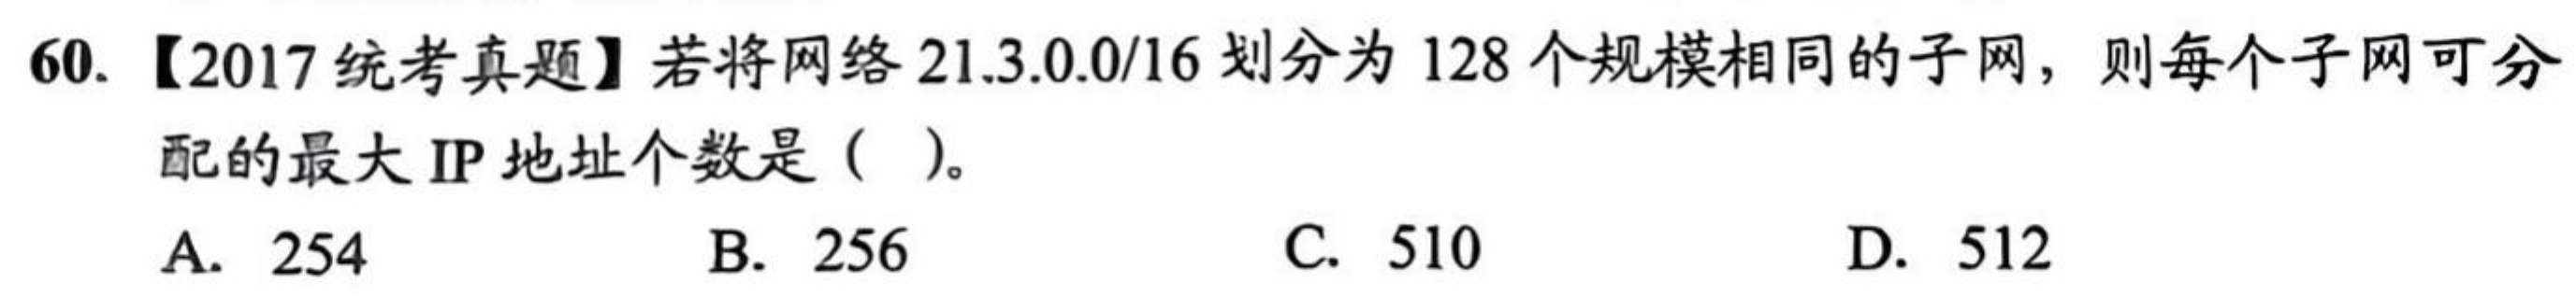 60. 【2017 统考真题】若将网络 21.3.0.0/16 划分为 128 个规模相同的子网，则每个子网可分
配的最大 IP 地址个数是（ ）。
A. 254 B. 256 C. 510 D. 512